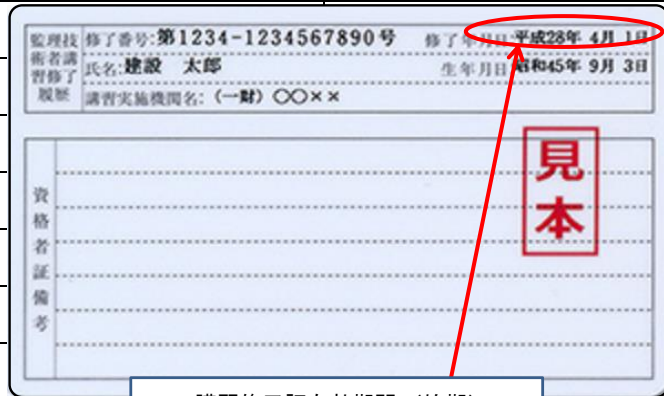 監理技術者講習修了履歴
修了番号:第1234-1234567890号 修了年月日 平成28年 4月 1日
氏名:建設 太郎 生年月日 昭和45年 9月 3日
講習実施機関名: (一財) 〇〇××
見本
資格者証備考